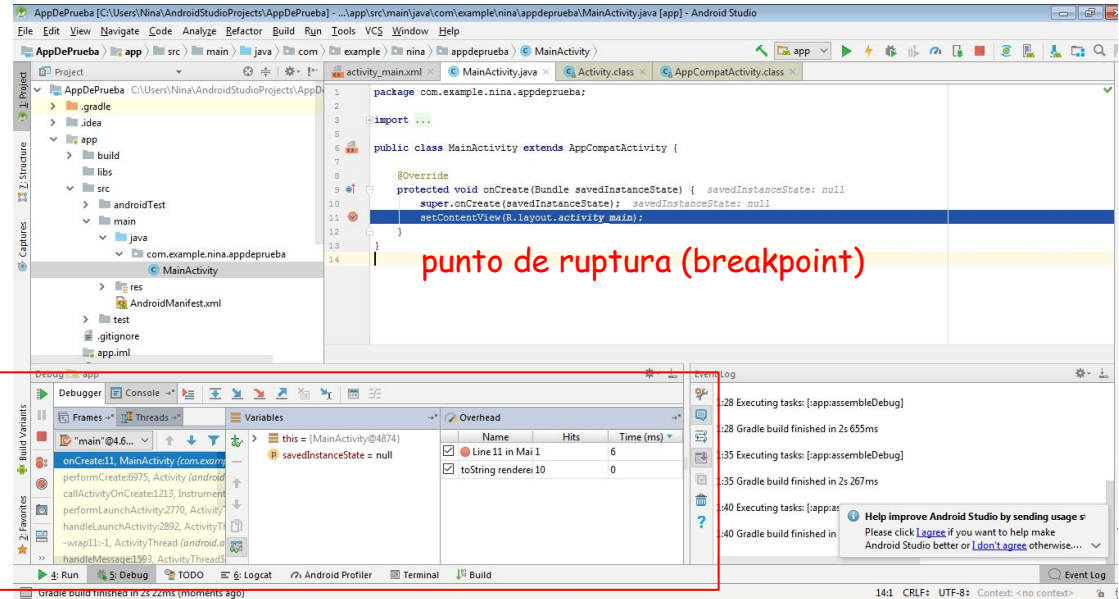 AppDePrueba [C:\Users\Nina\AndroidStudioProjects\AppDePrueba] - ...\app\src\main\java\com\example\nina\appdeprueba\MainActivity.java [app] - Android Studio
File Edit View Navigate Code Analyze Refactor Build Run Tools VCS Window Help
AppDePrueba app src main java com example nina appdeprueba MainActivity app
Project activity_main.xml MainActivity.java Activity.class AppCompatActivity.class
1: Project
Z: Structure
Captures
Build Variants
2: Favorites
AppDePrueba C:\Users\Nina\AndroidStudioProjects\AppD
.gradle
.idea
app
build
libs
src
androidTest
main
java
com.example.nina.appdeprueba
MainActivity
res
AndroidManifest.xml
test
.gitignore
app.iml
1 package com.example.nina.appdeprueba;
2
3 import ...
5
6 public class MainActivity extends AppCompatActivity {
7
8 @Override
9 protected void onCreate(Bundle savedInstanceState) { savedInstanceState: null
10 super.onCreate(savedInstanceState); savedInstanceState: null
11 setContentView(R.layout.activity_main);
12 }
13 }
14
punto de ruptura (breakpoint)
Debug app
Debugger Console
Frames Threads Variables Overhead
"main"@4.6...
onCreate:11, MainActivity (com.examp
performCreate:6975, Activity (android
callActivityOnCreate:1213, Instrument
performLaunchActivity:2770, Activity
handleLaunchActivity:2892, ActivityTh
-wrap11:-1, ActivityThread (android.a
handleMessage:1593, ActivityThread$
this = {MainActivity@4874}
savedInstanceState = null
Name Hits Time (ms)
Line 11 in Mai 1 6
toString renderer 10 0
Event Log
1:28 Executing tasks: [:app:assembleDebug]
1:28 Gradle build finished in 2s 655ms
1:35 Executing tasks: [:app:assembleDebug]
1:35 Gradle build finished in 2s 267ms
1:40 Executing tasks: [:app:as
1:40 Gradle build finished in
Help improve Android Studio by sending usage st
Please click I agree if you want to help make
Android Studio better or I don't agree otherwise....
4: Run 5: Debug TODO 6: Logcat Android Profiler Terminal Build Event Log
Gradle build finished in 2s 22ms (moments ago) 14:1 CRLF UTF-8 Context: <no context>